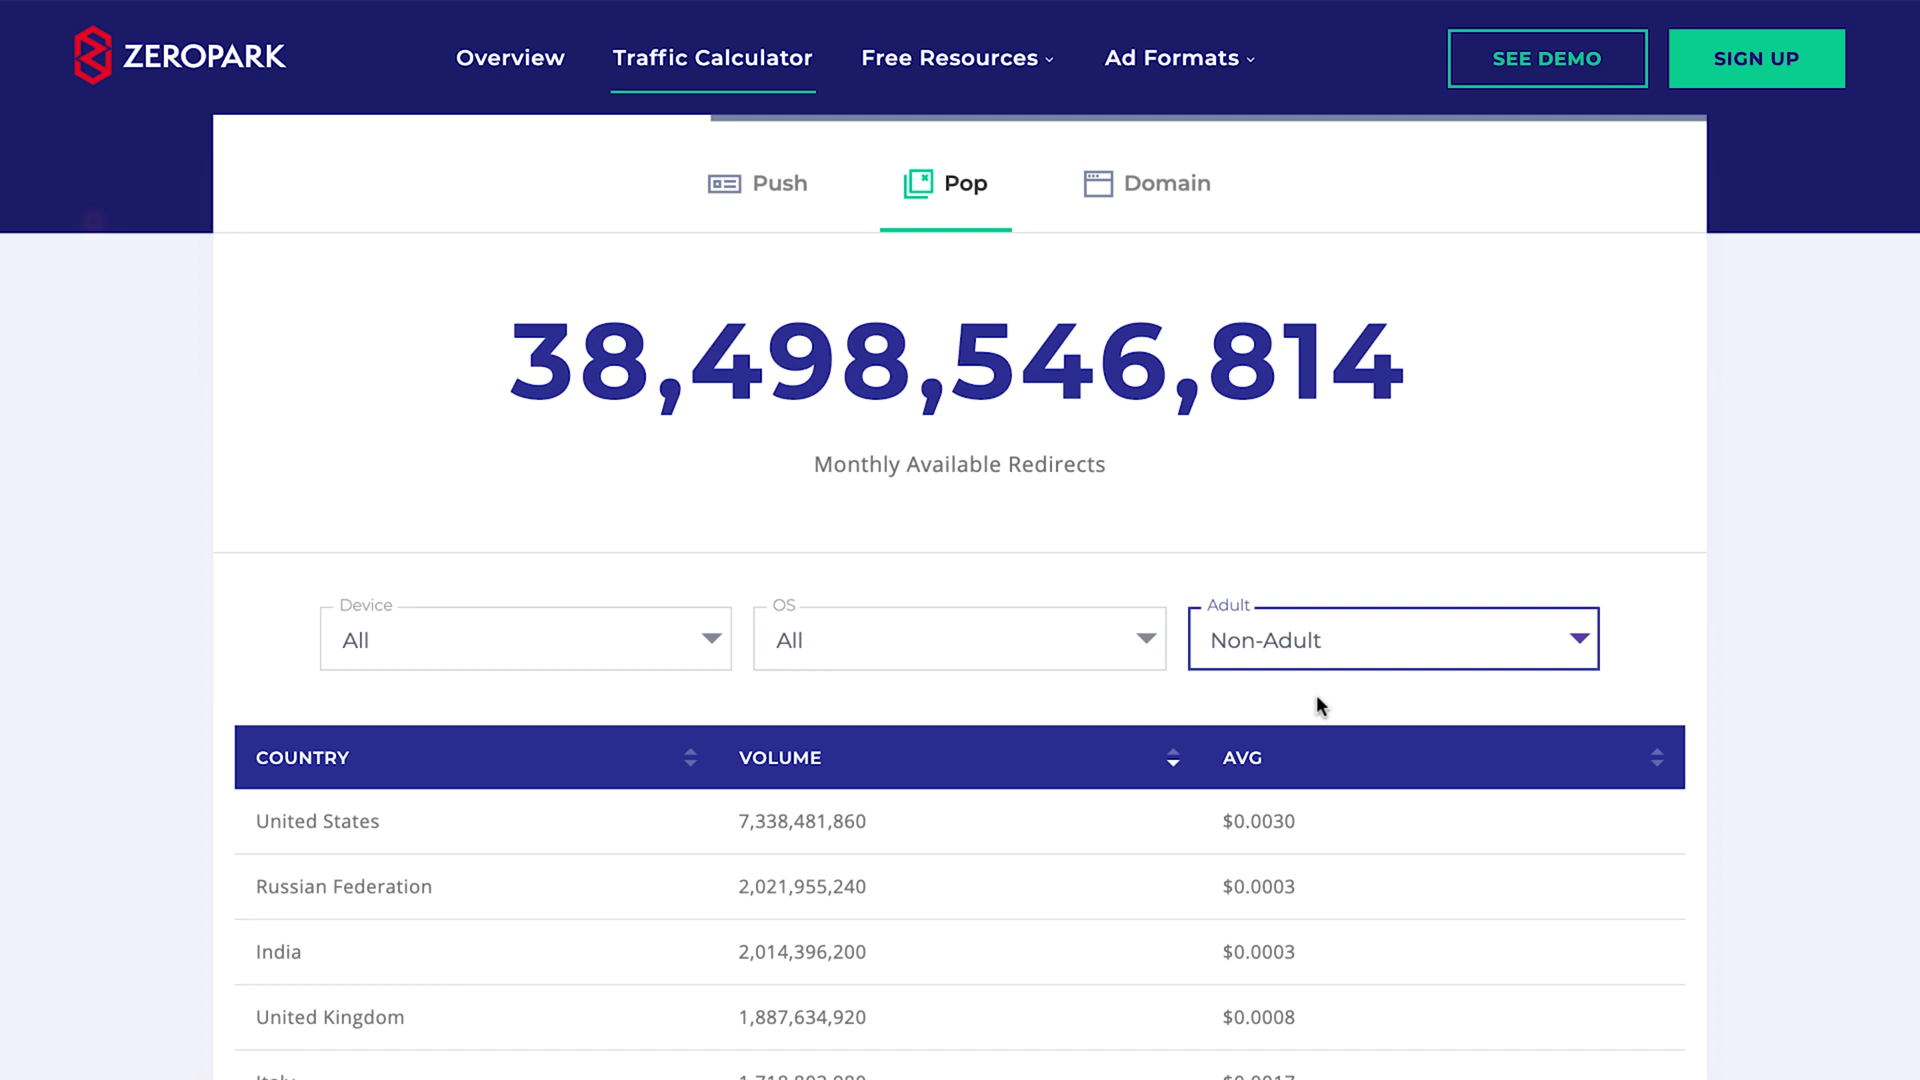 ZEROPARK
Overview
Traffic Calculator
Free Resources
Ad Formats
SEE DEMO
SIGN UP
Push
Pop
Domain
38,498,546,814
Monthly Available Redirects
Device
All
OS
All
Adult
Non-Adult
COUNTRY VOLUME AVG
United States 7,338,481,860 $0.0030
Russian Federation 2,021,955,240 $0.0003
India 2,014,396,200 $0.0003
United Kingdom 1,887,634,920 $0.0008